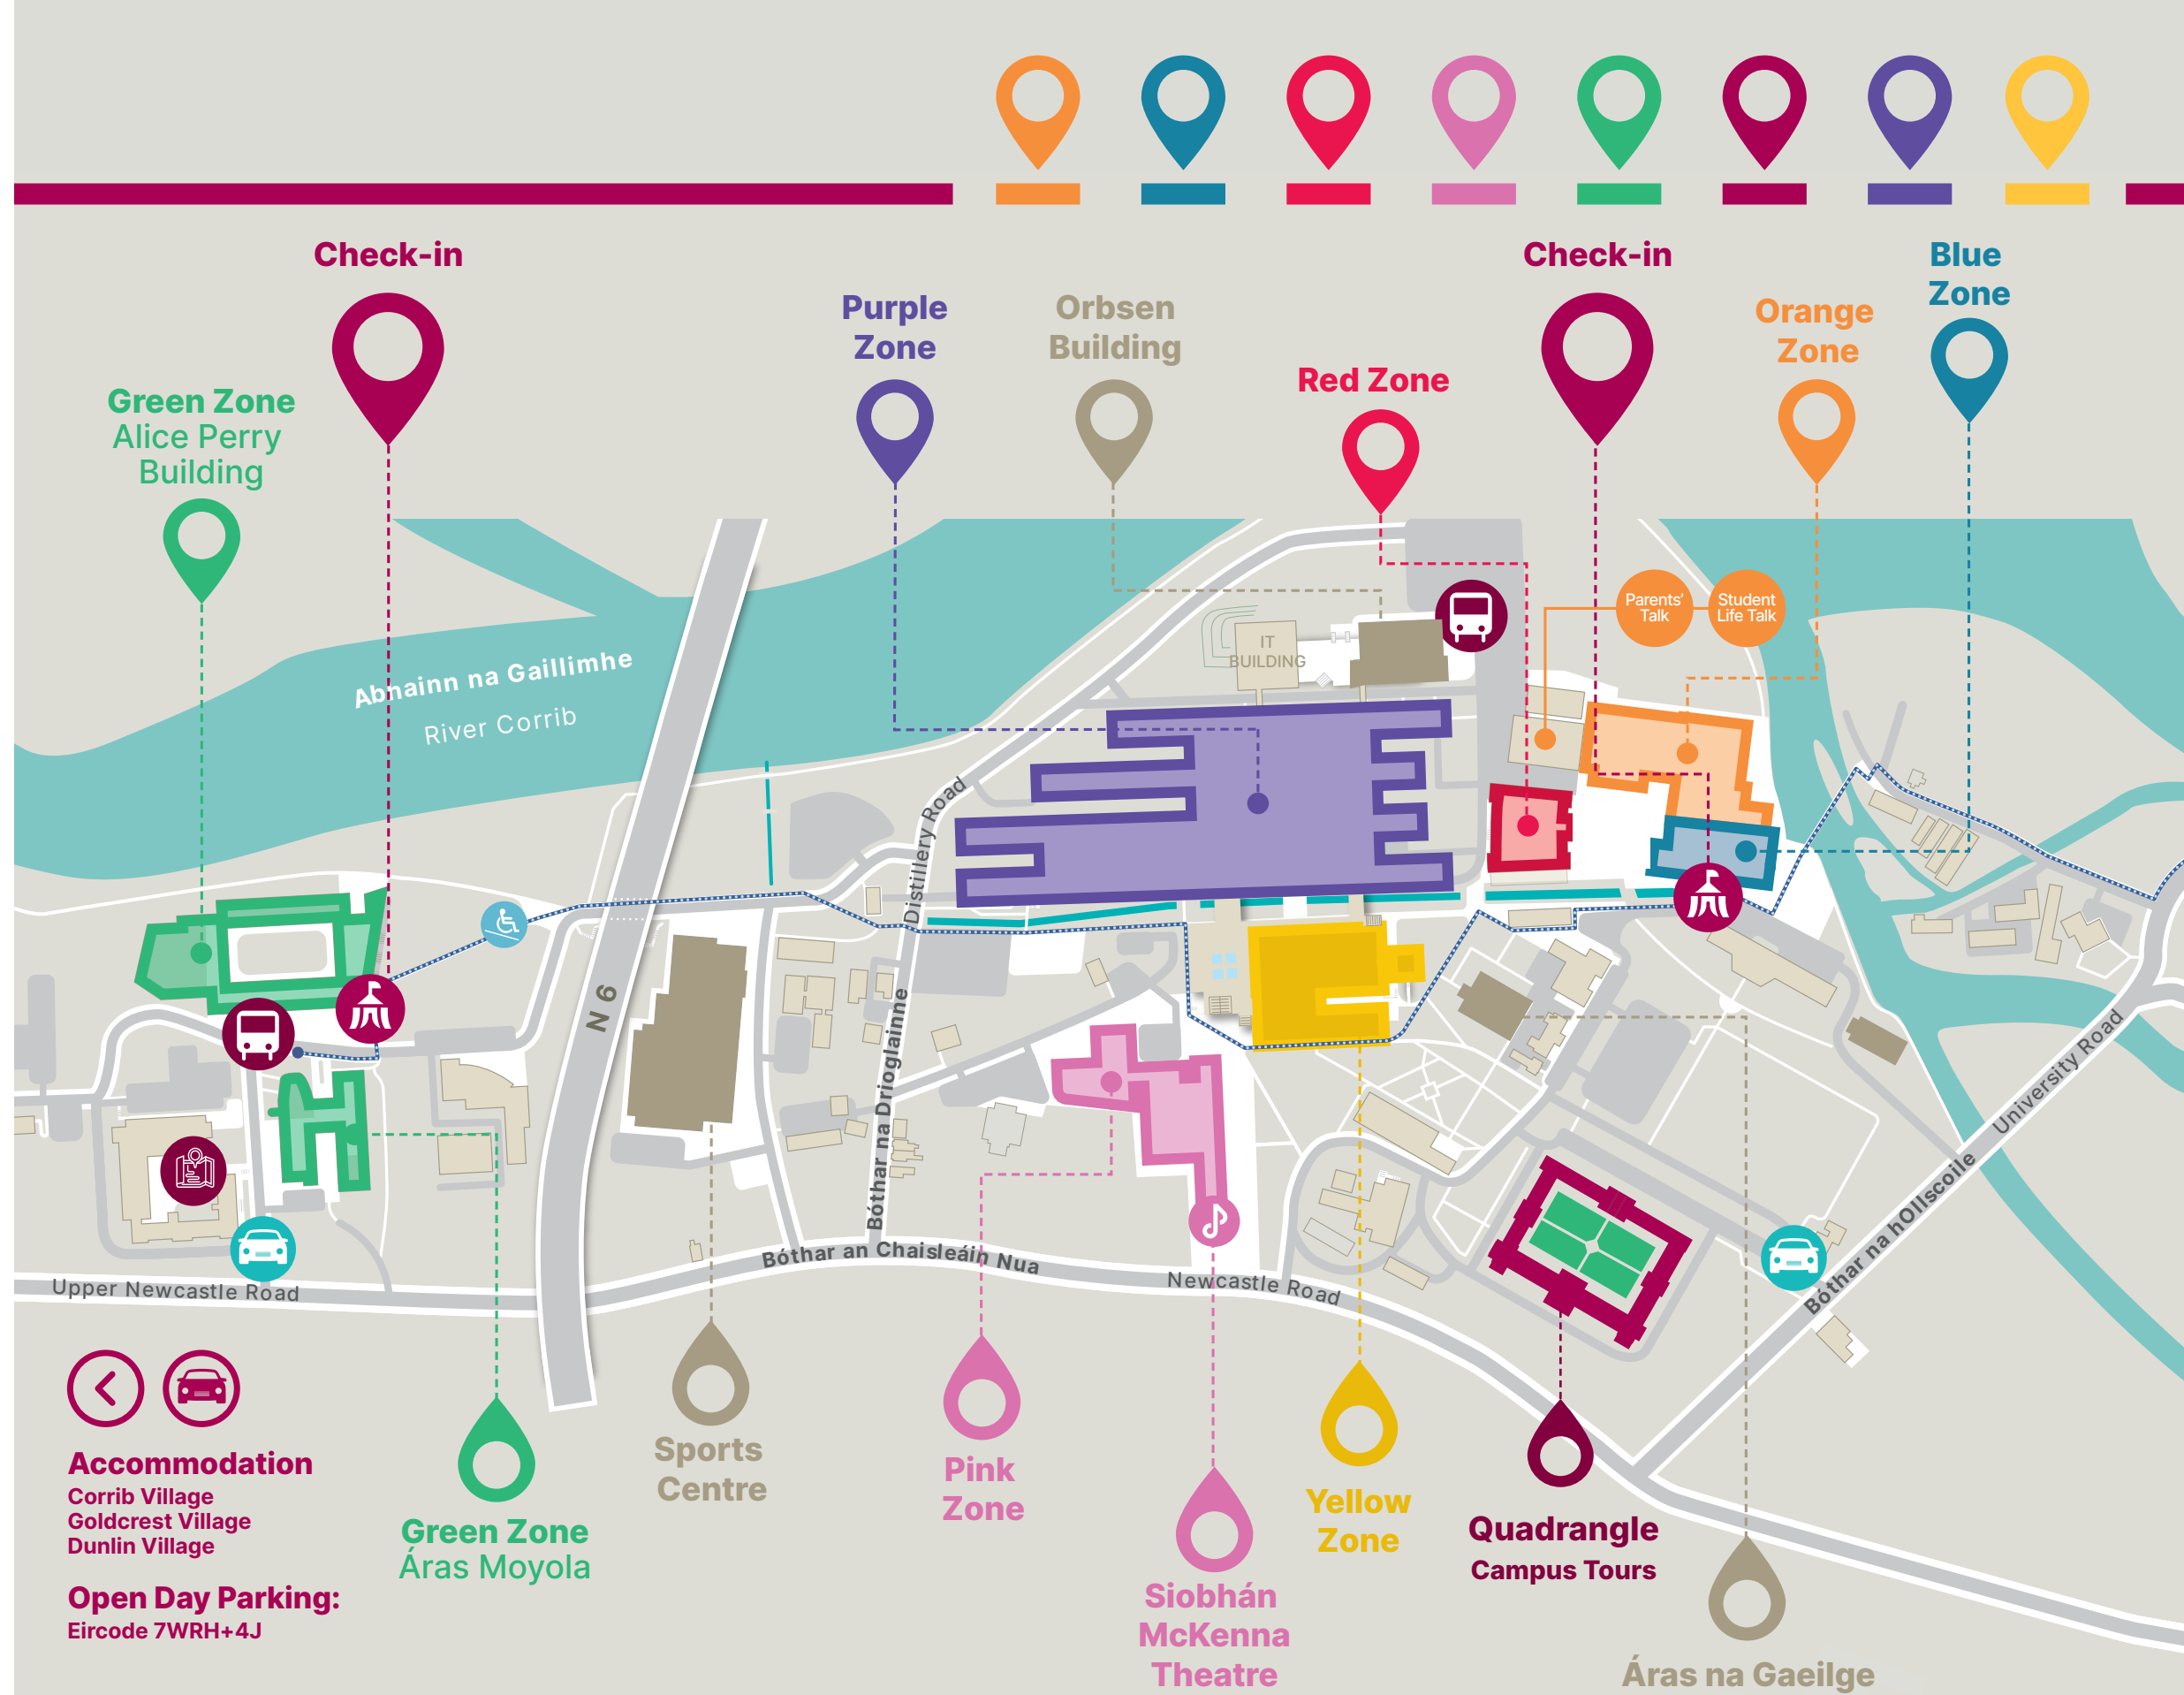 Check-in
Check-in
Blue
Zone
Purple
Zone
Orbsen
Building
Orange
Zone
Red Zone
Green Zone
Alice Perry
Building
Parents'
Talk
Student
Life Talk
IT
BUILDING
Abhainn na Gaillimhe
River Corrib
Distillery Road
N 6
Bóthar na Drioglainne
University Road
Bóthar na hOllscoile
Bóthar an Chaisleáin Nua
Newcastle Road
Upper Newcastle Road
Accommodation
Corrib Village
Goldcrest Village
Dunlin Village
Open Day Parking:
Eircode 7WRH+4J
Green Zone
Áras Moyola
Sports
Centre
Pink
Zone
Siobhán
McKenna
Theatre
Yellow
Zone
Quadrangle
Campus Tours
Áras na Gaeilge